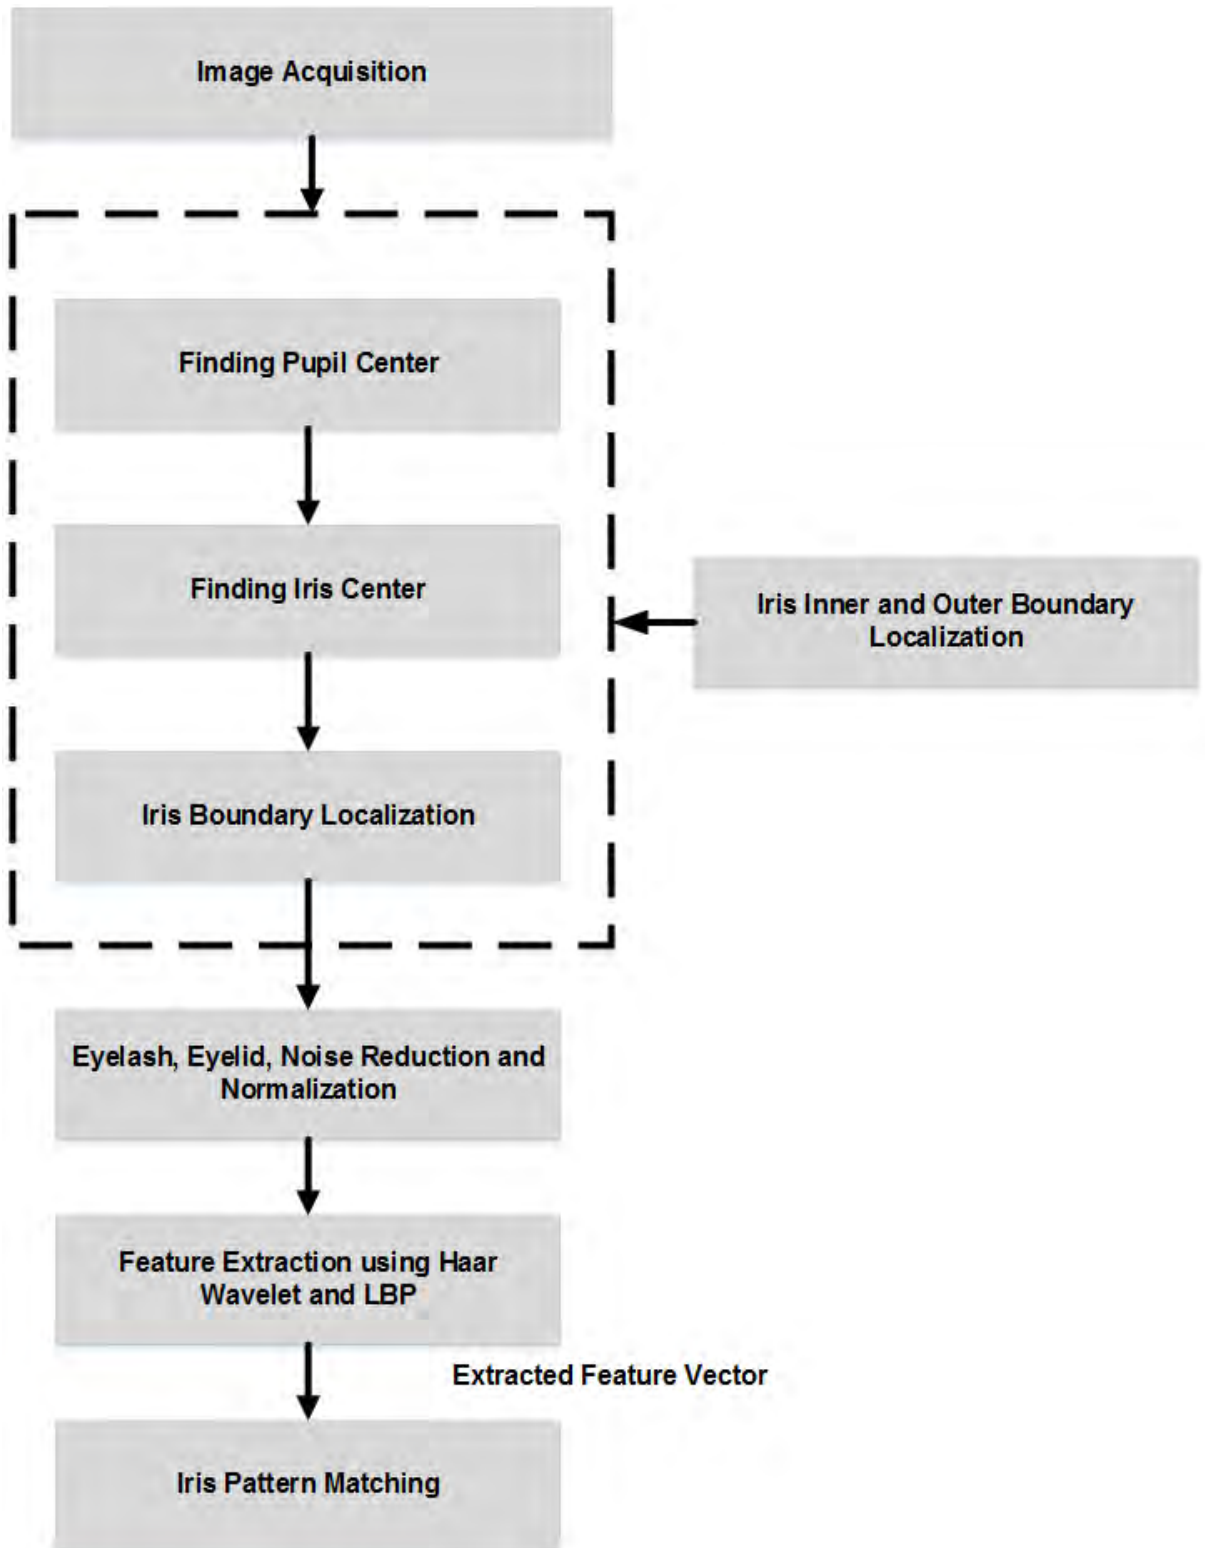 Image Acquisition
Finding Pupil Center
Finding Iris Center
Iris Inner and Outer Boundary
Localization
Iris Boundary Localization
Eyelash, Eyelid, Noise Reduction and
Normalization
Feature Extraction using Haar
Wavelet and LBP
Extracted Feature Vector
Iris Pattern Matching